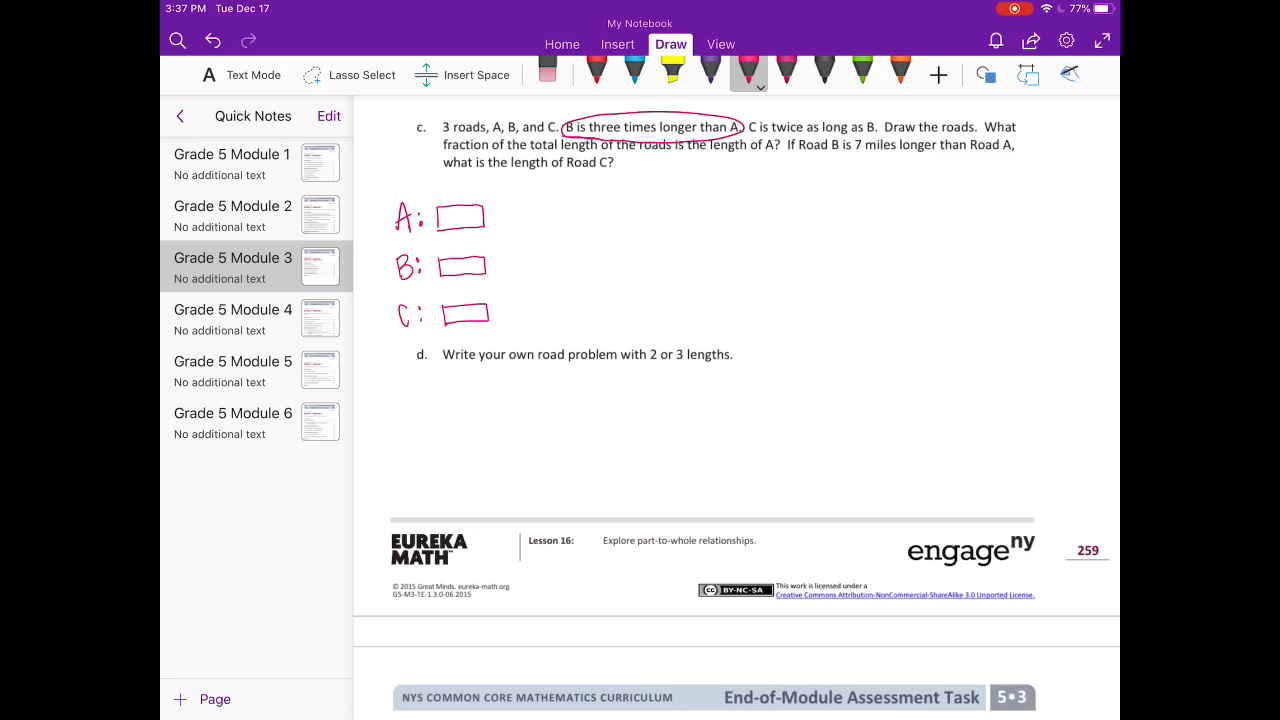 3:37 PM Tue Dec 17
77%
My Notebook
Home Insert Draw View
A Text Mode Lasso Select Insert Space
Quick Notes Edit
Grade 5 Module 1
No additional text
Grade 5 Module 2
No additional text
Grade 5 Module 3
No additional text
Grade 5 Module 4
No additional text
Grade 5 Module 5
No additional text
Grade 5 Module 6
No additional text
Page
c. 3 roads, A, B, and C. B is three times longer than A. C is twice as long as B. Draw the roads. What
fraction of the total length of the roads is the length of A? If Road B is 7 miles longer than Road A,
what is the length of Road C?
A:
B:
C:
d. Write your own road problem with 2 or 3 lengths.
EUREKA
MATH™
Lesson 16: Explore part-to-whole relationships.
engage ny
259
© 2015 Great Minds. eureka-math.org
G5-M3-TE-1.3.0-06.2015
cc BY-NC-SA
This work is licensed under a
Creative Commons Attribution-NonCommercial-ShareAlike 3.0 Unported License.
NYS COMMON CORE MATHEMATICS CURRICULUM End-of-Module Assessment Task 5•3